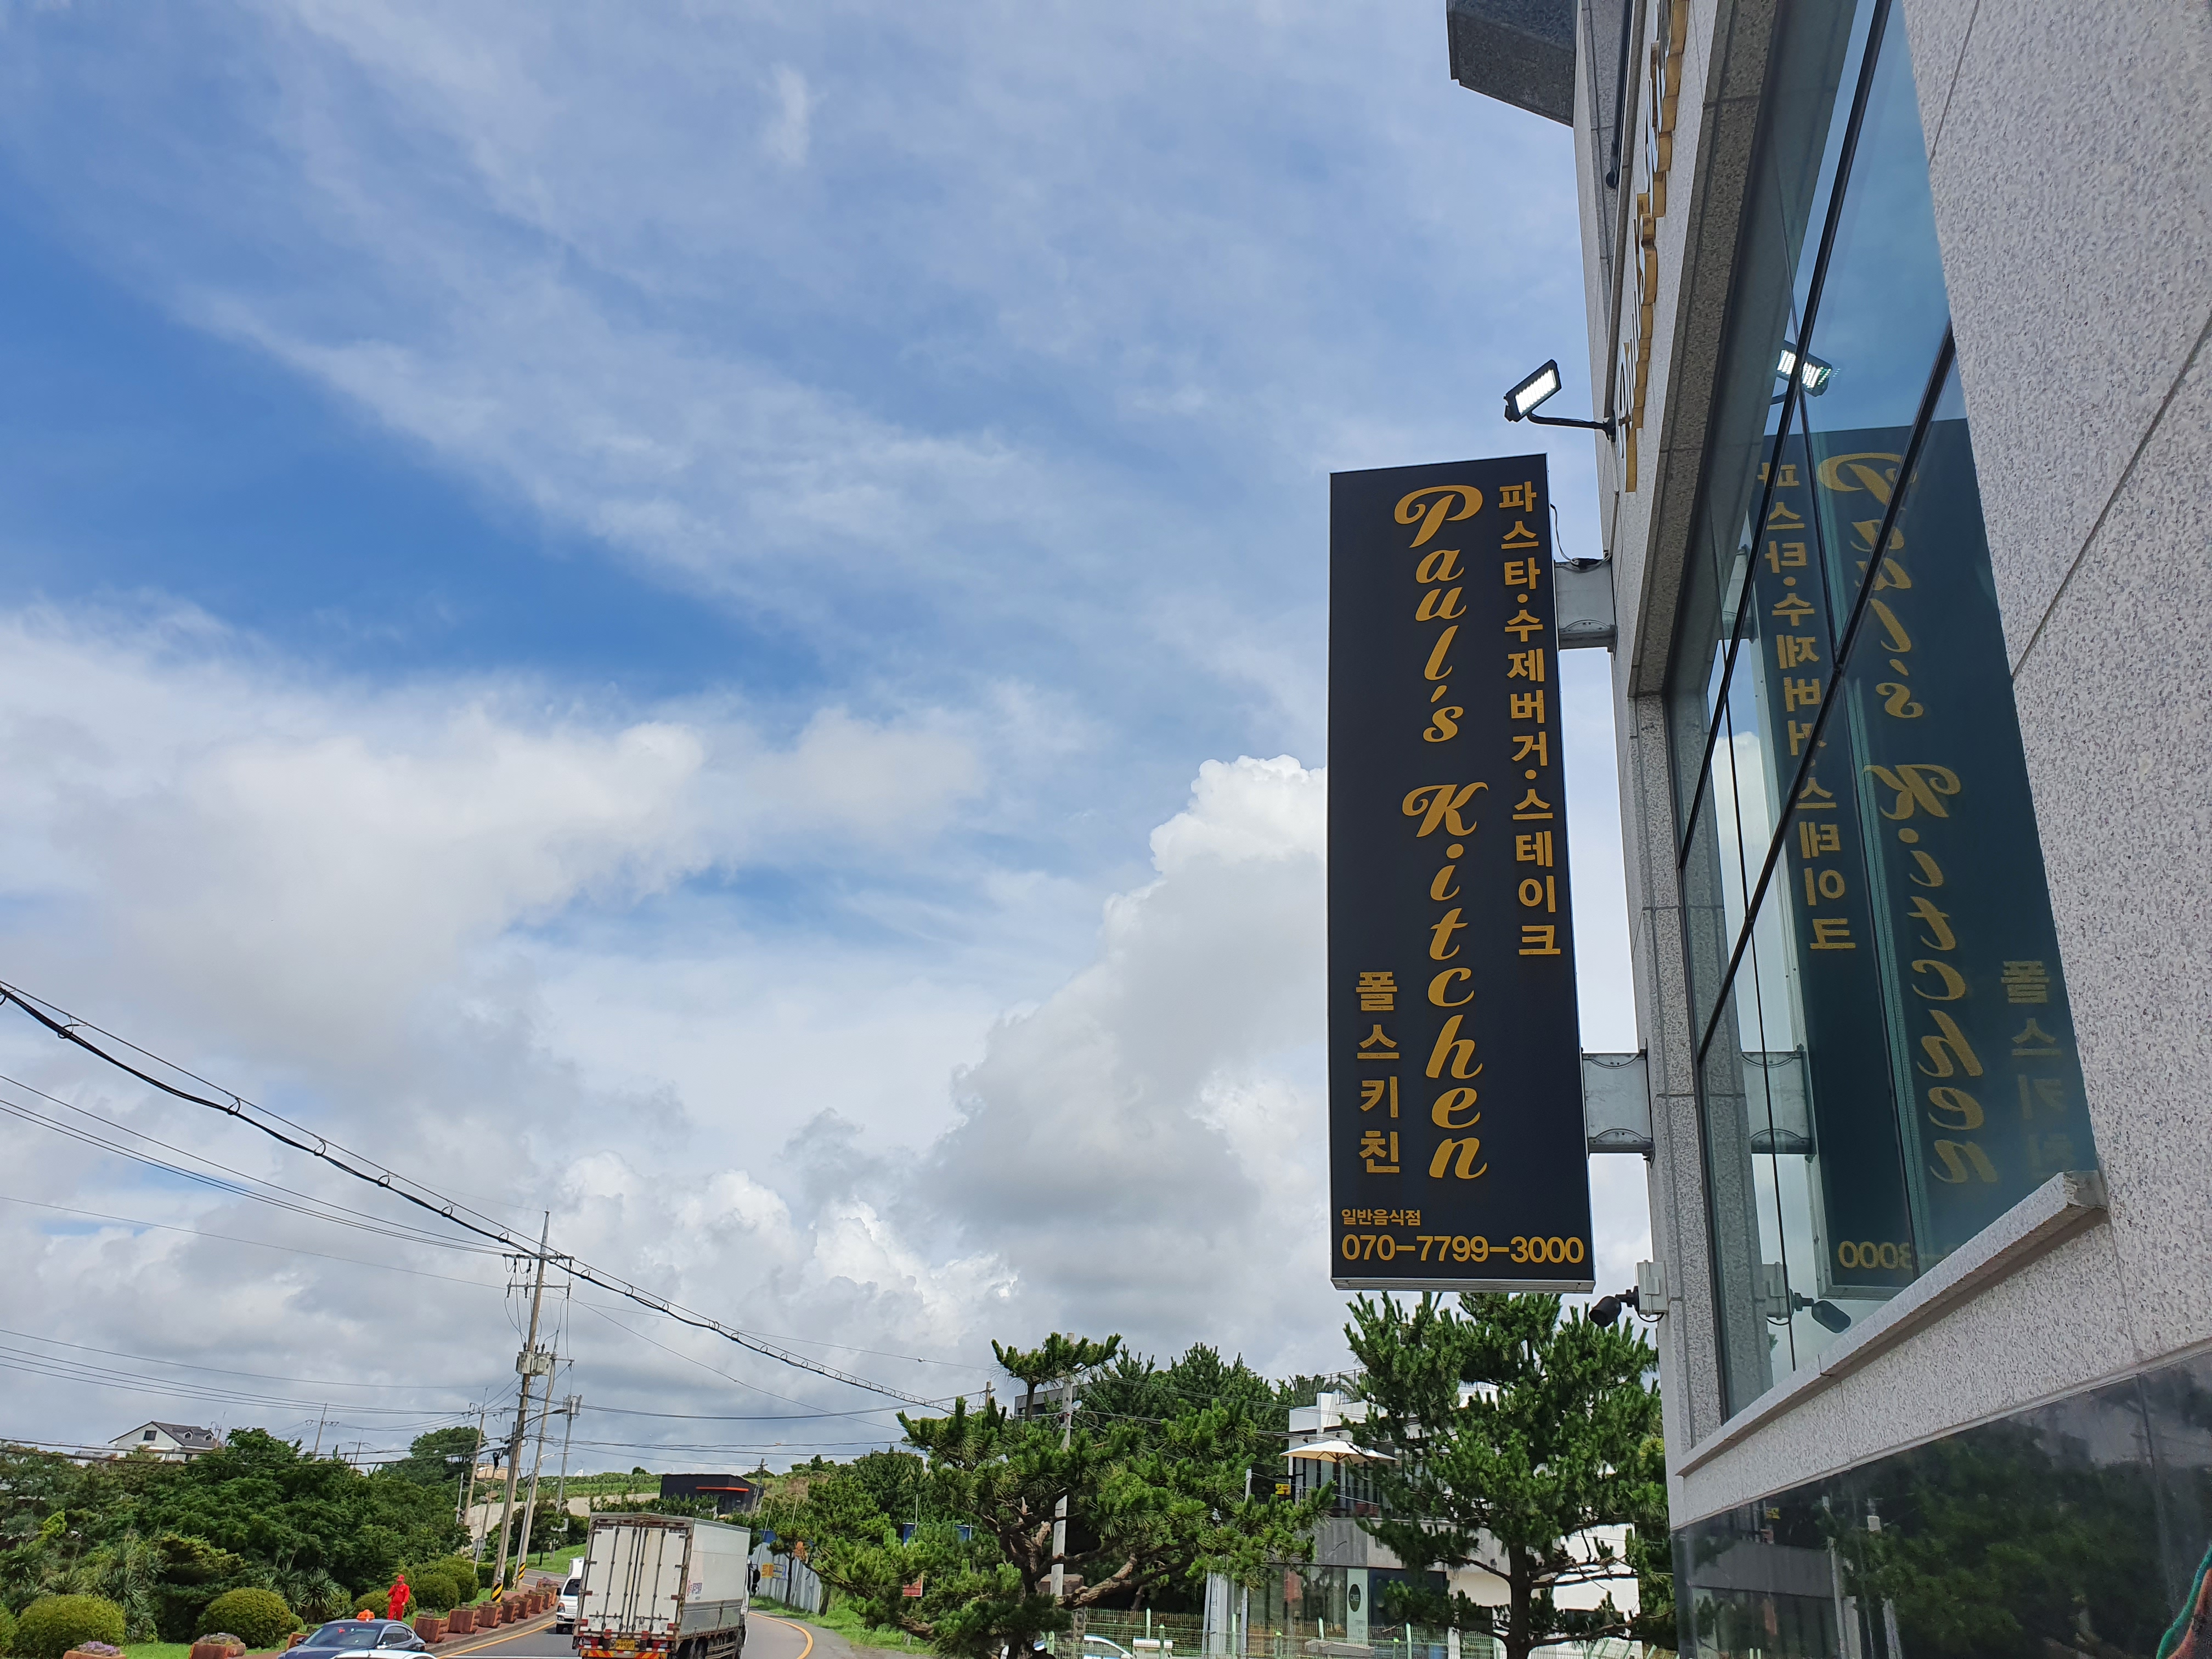 파스타·수제버거·스테이크
Paul's Kitchen
폴스키친
일반음식점
070-7799-3000